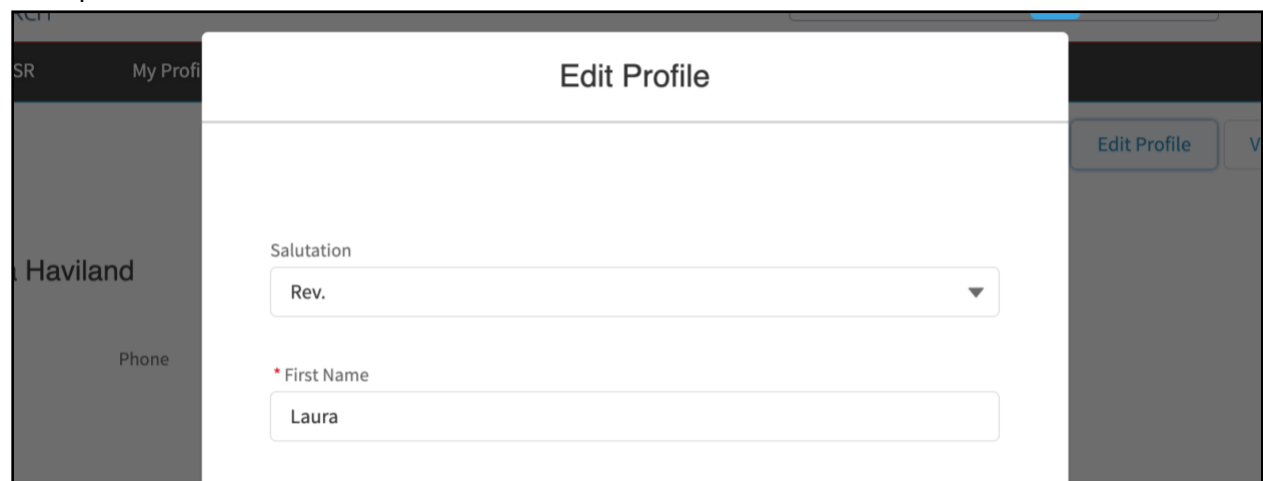 SR My Profi
Edit Profile
Edit Profile V
Salutation
Haviland
Rev.
Phone
* First Name
Laura